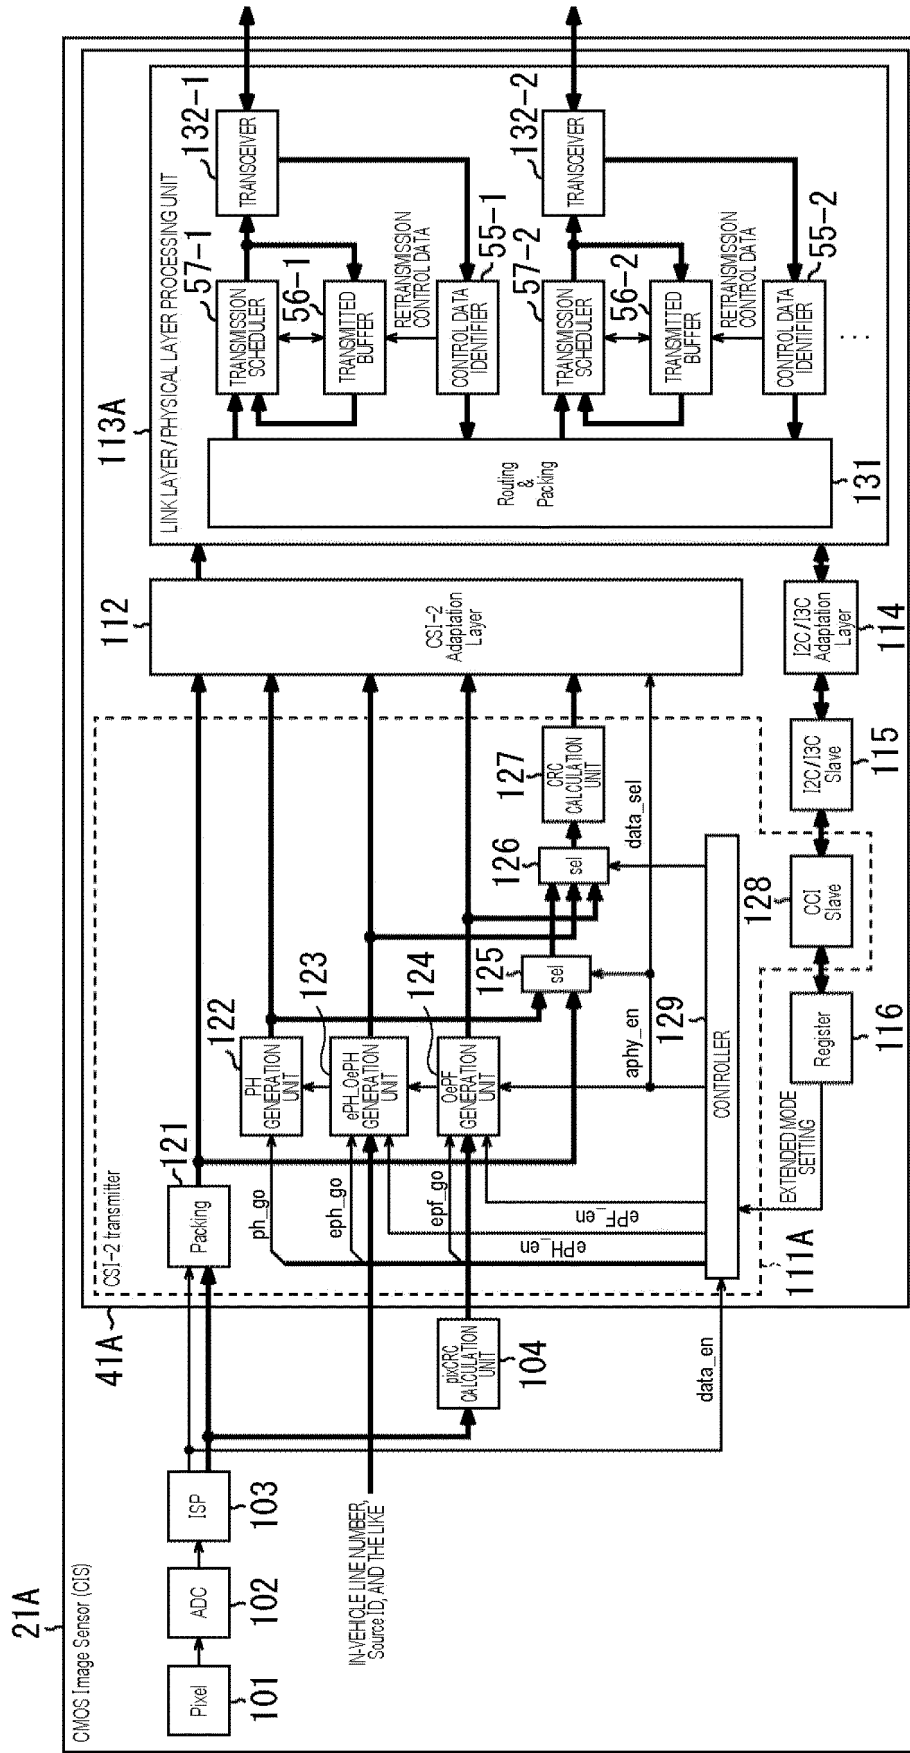 21A
CMOS Image Sensor (CIS)
Pixel
101
ADC
102
ISP
103
IN-VEHICLE LINE NUMBER,
Source ID, AND THE LIKE
pixCRC
CALCULATION
UNIT
104
data_en
41A
CSI-2 transmitter
111A
Packing
121
ph_go
eph_go
epf_go
ePH_en
ePF_en
PH
GENERATION
UNIT
122
ePH_OePH
GENERATION
UNIT
123
OePF
GENERATION
UNIT
124
aphy_en
sel
125
sel
126
CRC
CALCULATION
UNIT
127
data_sel
CONTROLLER
129
EXTENDED MODE
SETTING
Register
116
CCI
Slave
128
I2C/I3C
Slave
115
I2C/I3C
Adaptation
Layer
114
CSI-2
Adaptation
Layer
112
113A
LINK LAYER/PHYSICAL LAYER PROCESSING UNIT
Routing
&
Packing
131
TRANSMISSION
SCHEDULER
57-1
TRANSMITTED
BUFFER
56-1
RETRANSMISSION
CONTROL DATA
CONTROL DATA
IDENTIFIER
55-1
TRANSCEIVER
132-1
TRANSMISSION
SCHEDULER
57-2
TRANSMITTED
BUFFER
56-2
RETRANSMISSION
CONTROL DATA
CONTROL DATA
IDENTIFIER
55-2
TRANSCEIVER
132-2
...